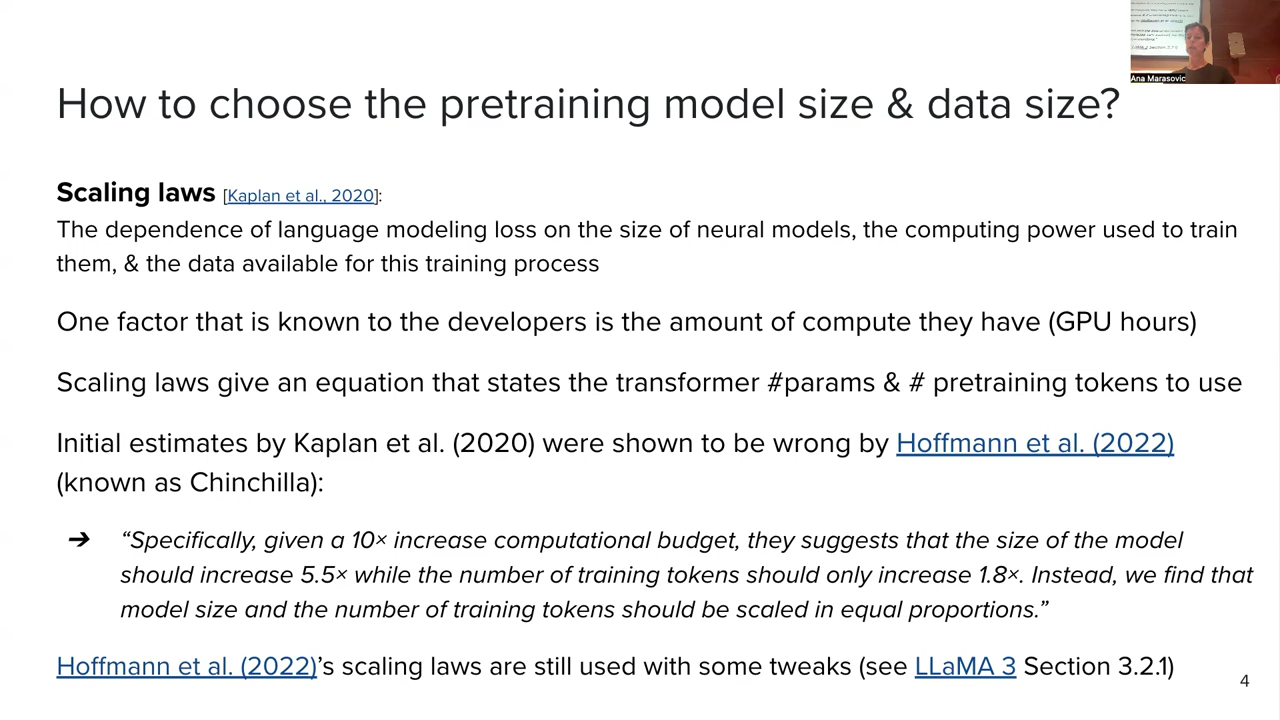 Ana Marasovic
How to choose the pretraining model size & data size?
Scaling laws [Kaplan et al., 2020]:
The dependence of language modeling loss on the size of neural models, the computing power used to train
them, & the data available for this training process
One factor that is known to the developers is the amount of compute they have (GPU hours)
Scaling laws give an equation that states the transformer #params & # pretraining tokens to use
Initial estimates by Kaplan et al. (2020) were shown to be wrong by Hoffmann et al. (2022)
(known as Chinchilla):
➔ “Specifically, given a 10× increase computational budget, they suggests that the size of the model
should increase 5.5× while the number of training tokens should only increase 1.8×. Instead, we find that
model size and the number of training tokens should be scaled in equal proportions.”
Hoffmann et al. (2022)’s scaling laws are still used with some tweaks (see LLaMA 3 Section 3.2.1)
4